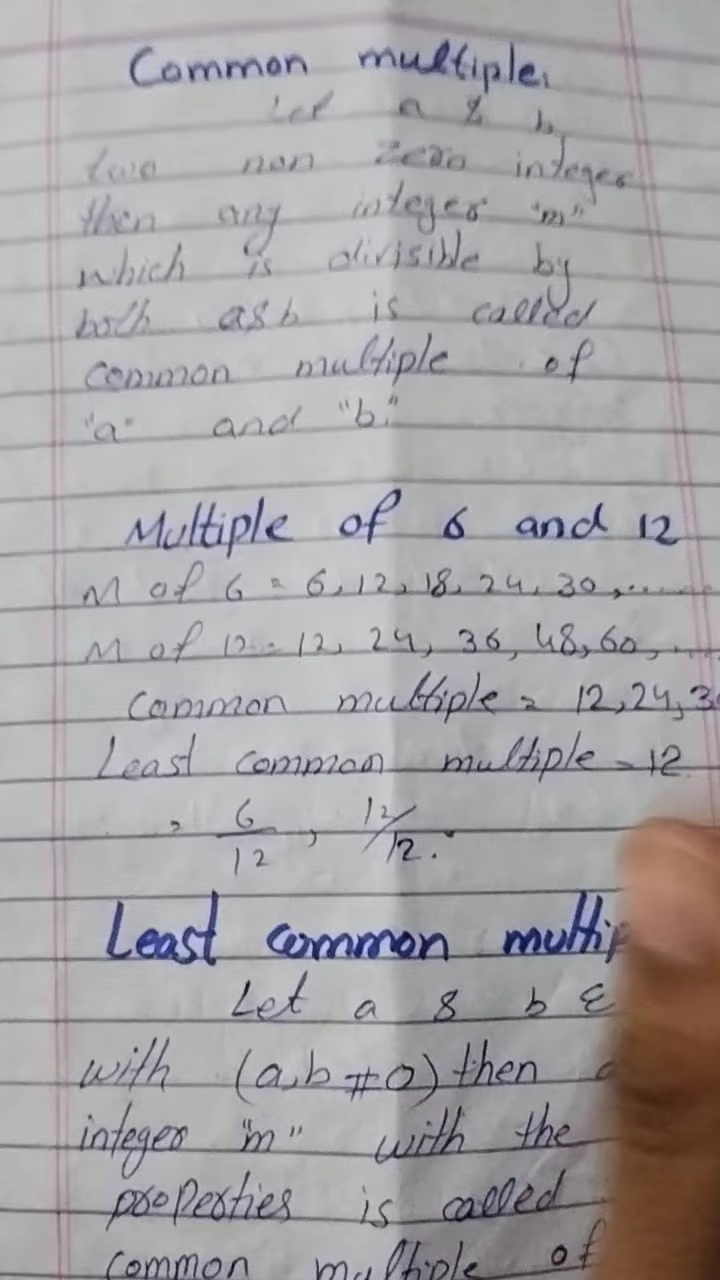 Common multiple.
Let a & b
two non zero integer
then any integer "m"
which is divisible by
both a&b is called
common multiple of
"a" and "b"
Multiple of 6 and 12
M of 6 = 6, 12, 18, 24, 30, ......
M of 12 = 12, 24, 36, 48, 60, ...
Common multiple = 12, 24, 3
Least common multiple = 12
= 6/12, 12/12.
Least common multip
Let a & b ε
with (a,b ≠ 0) then
integer "m" with the
properties is called
common multiple of